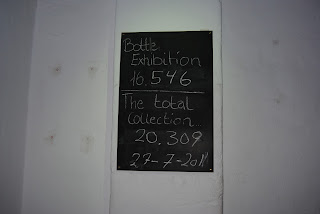 Bottle
Exhibition
16.546
The total
Collection
20.309
27-7-2011